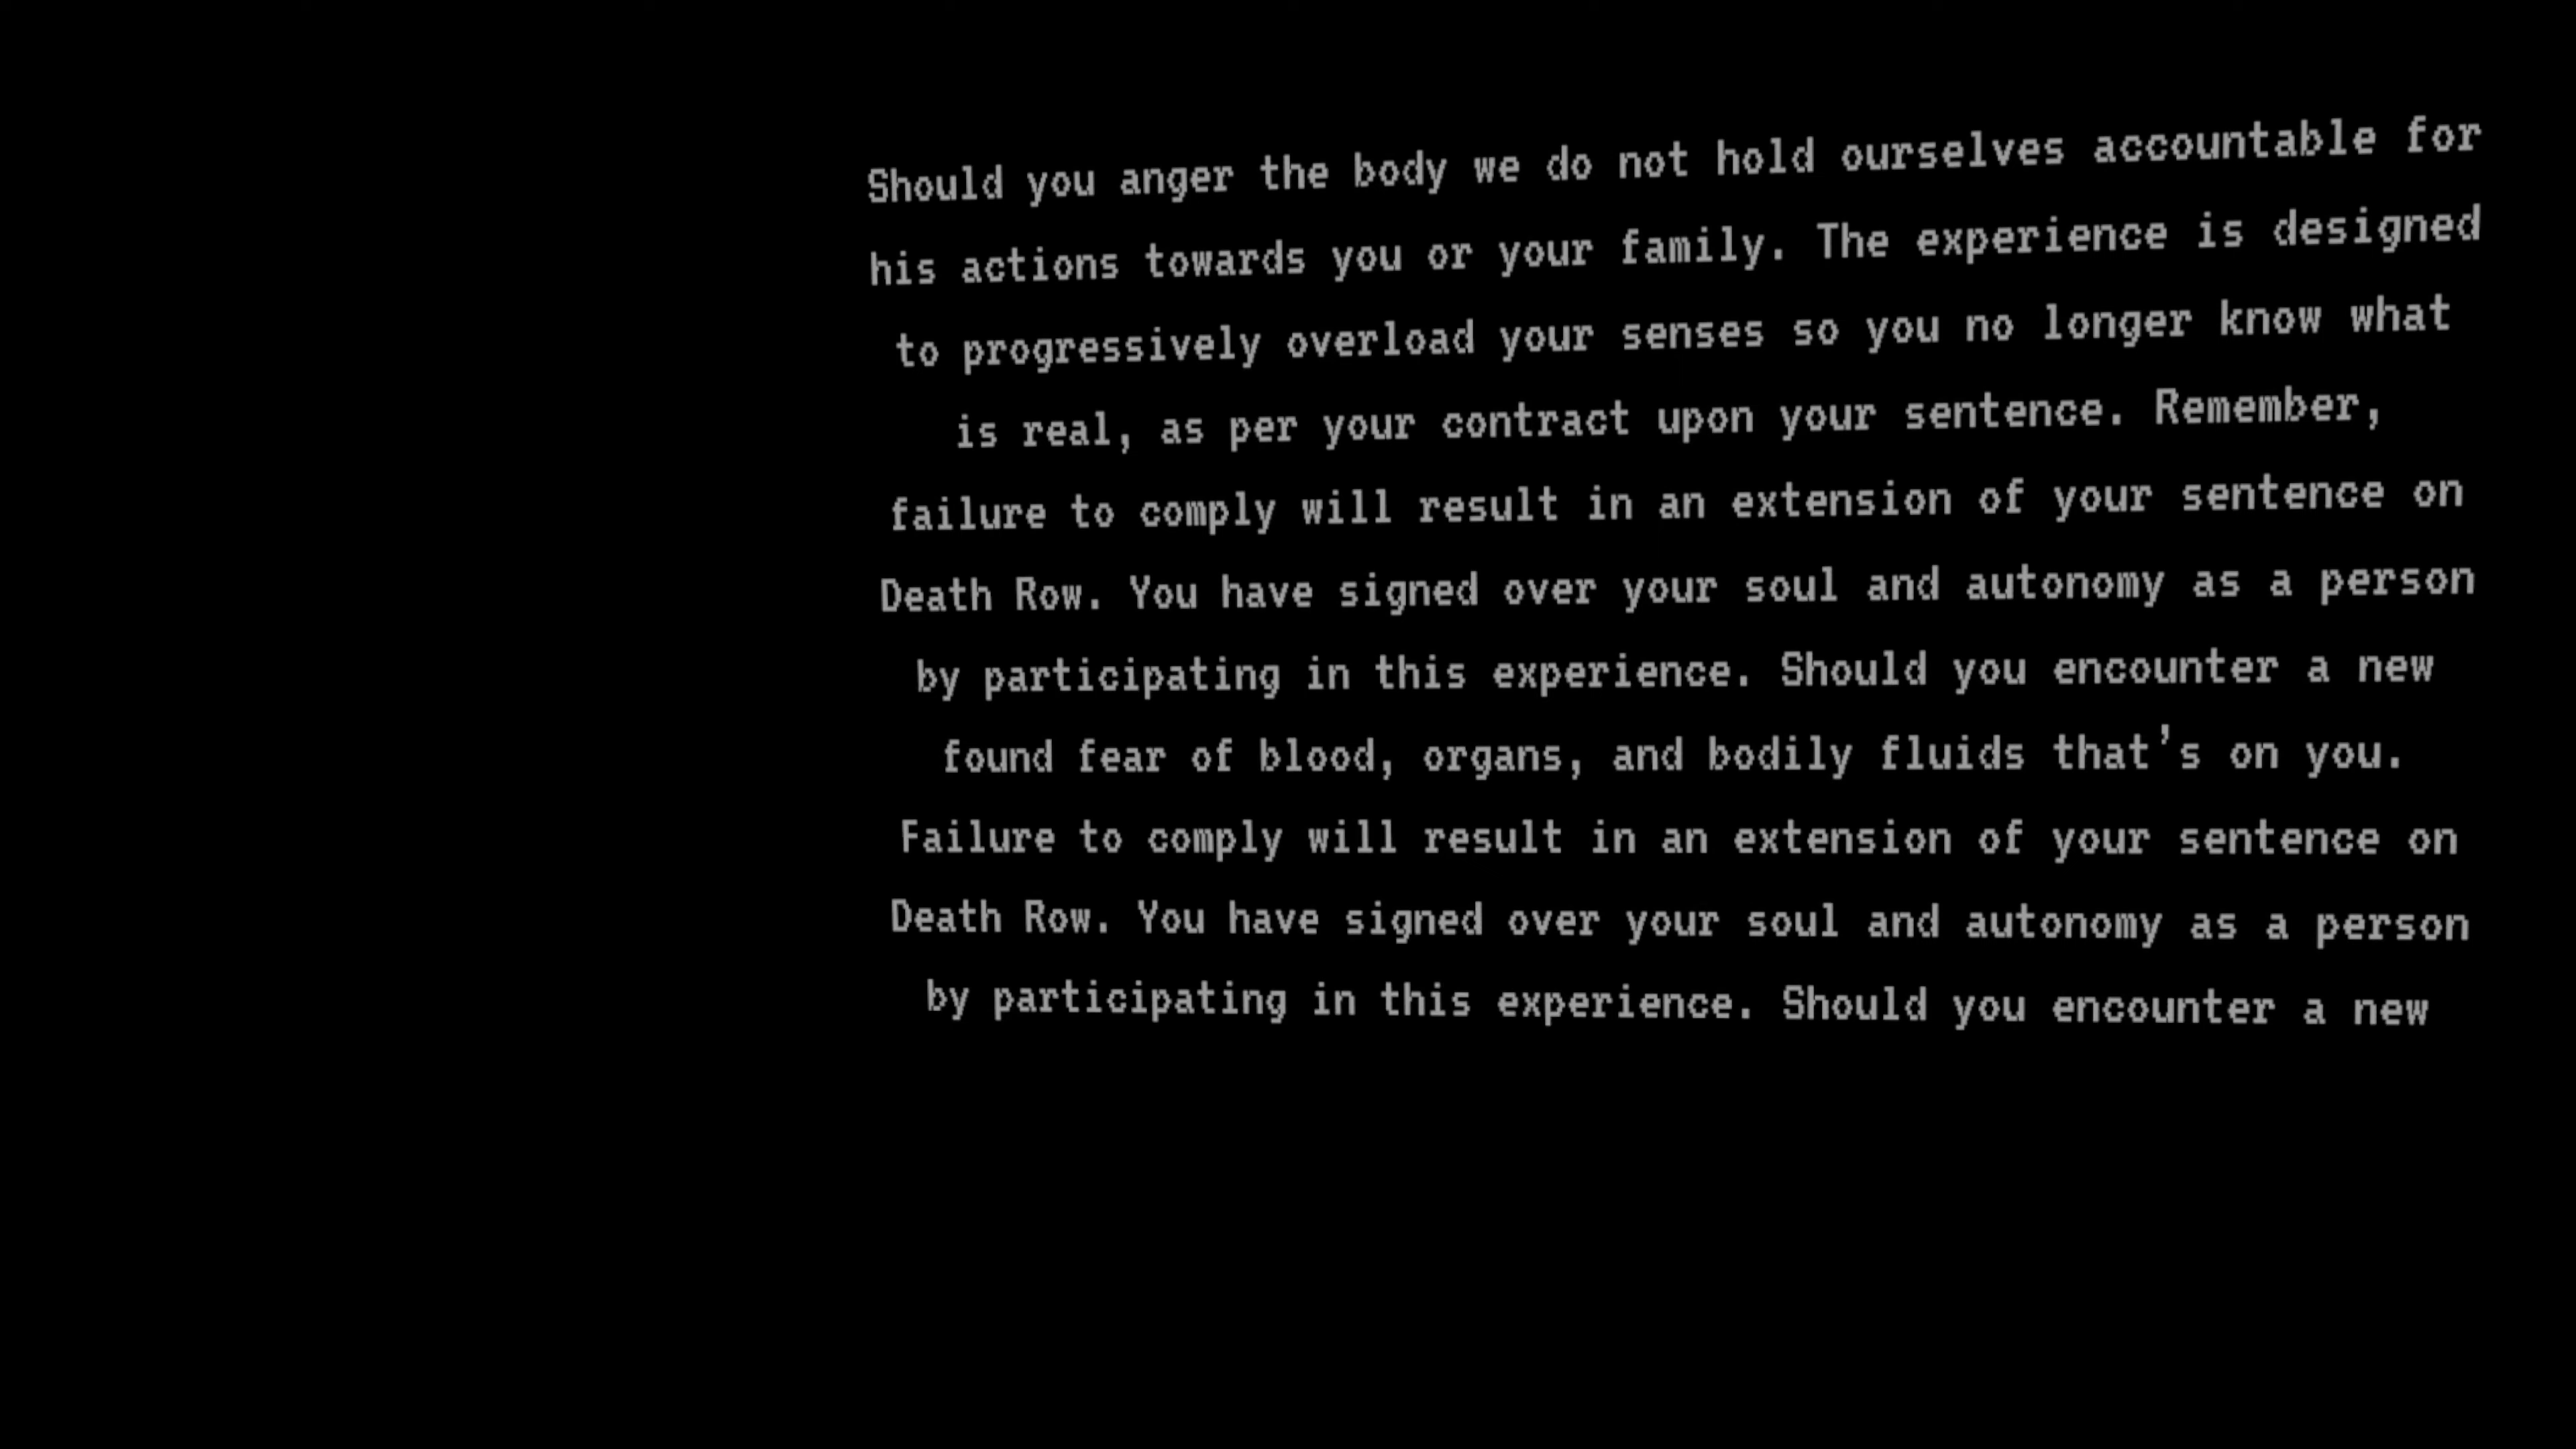 Should you anger the body we do not hold ourselves accountable for
his actions towards you or your family. The experience is designed
to progressively overload your senses so you no longer know what
is real, as per your contract upon your sentence. Remember,
failure to comply will result in an extension of your sentence on
Death Row. You have signed over your soul and autonomy as a person
by participating in this experience. Should you encounter a new
found fear of blood, organs, and bodily fluids that's on you.
Failure to comply will result in an extension of your sentence on
Death Row. You have signed over your soul and autonomy as a person
by participating in this experience. Should you encounter a new